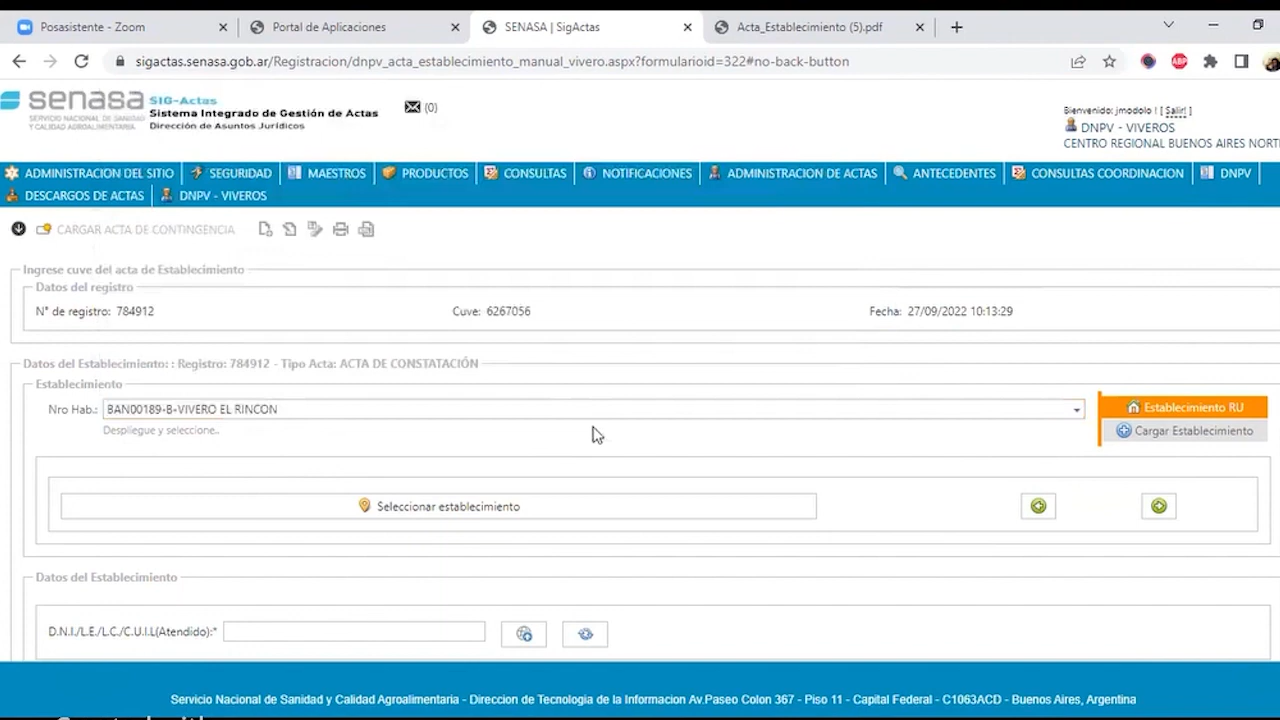 Posasistente - Zoom
Portal de Aplicaciones
SENASA | SigActas
Acta_Establecimiento (5).pdf
sigactas.senasa.gob.ar/Registracion/dnpv_acta_establecimiento_manual_vivero.aspx?formularioid=322#no-back-button
ABP
senasa
SERVICIO NACIONAL DE SANIDAD
Y CALIDAD AGROALIMENTARIA
SIG-Actas
Sistema Integrado de Gestión de Actas
Dirección de Asuntos Jurídicos
(0)
Bienvenido: jmodolo ! [ Salir! ]
DNPV - VIVEROS
CENTRO REGIONAL BUENOS AIRES NORT
ADMINISTRACION DEL SITIO
SEGURIDAD
MAESTROS
PRODUCTOS
CONSULTAS
NOTIFICACIONES
ADMINISTRACION DE ACTAS
ANTECEDENTES
CONSULTAS COORDINACION
DNPV
DESCARGOS DE ACTAS
DNPV - VIVEROS
CARGAR ACTA DE CONTINGENCIA
Ingrese cuve del acta de Establecimiento
Datos del registro
N° de registro: 784912
Cuve: 6267056
Fecha: 27/09/2022 10:13:29
Datos del Establecimiento: : Registro: 784912 - Tipo Acta: ACTA DE CONSTATACIÓN
Establecimiento
Nro Hab.: BAN00189-B-VIVERO EL RINCON
Despliegue y seleccione..
Establecimiento RU
Cargar Establecimiento
Seleccionar establecimiento
Datos del Establecimiento
D.N.I./L.E./L.C./C.U.I.L(Atendido):*
Servicio Nacional de Sanidad y Calidad Agroalimentaria - Direccion de Tecnologia de la Informacion Av.Paseo Colon 367 - Piso 11 - Capital Federal - C1063ACD - Buenos Aires, Argentina